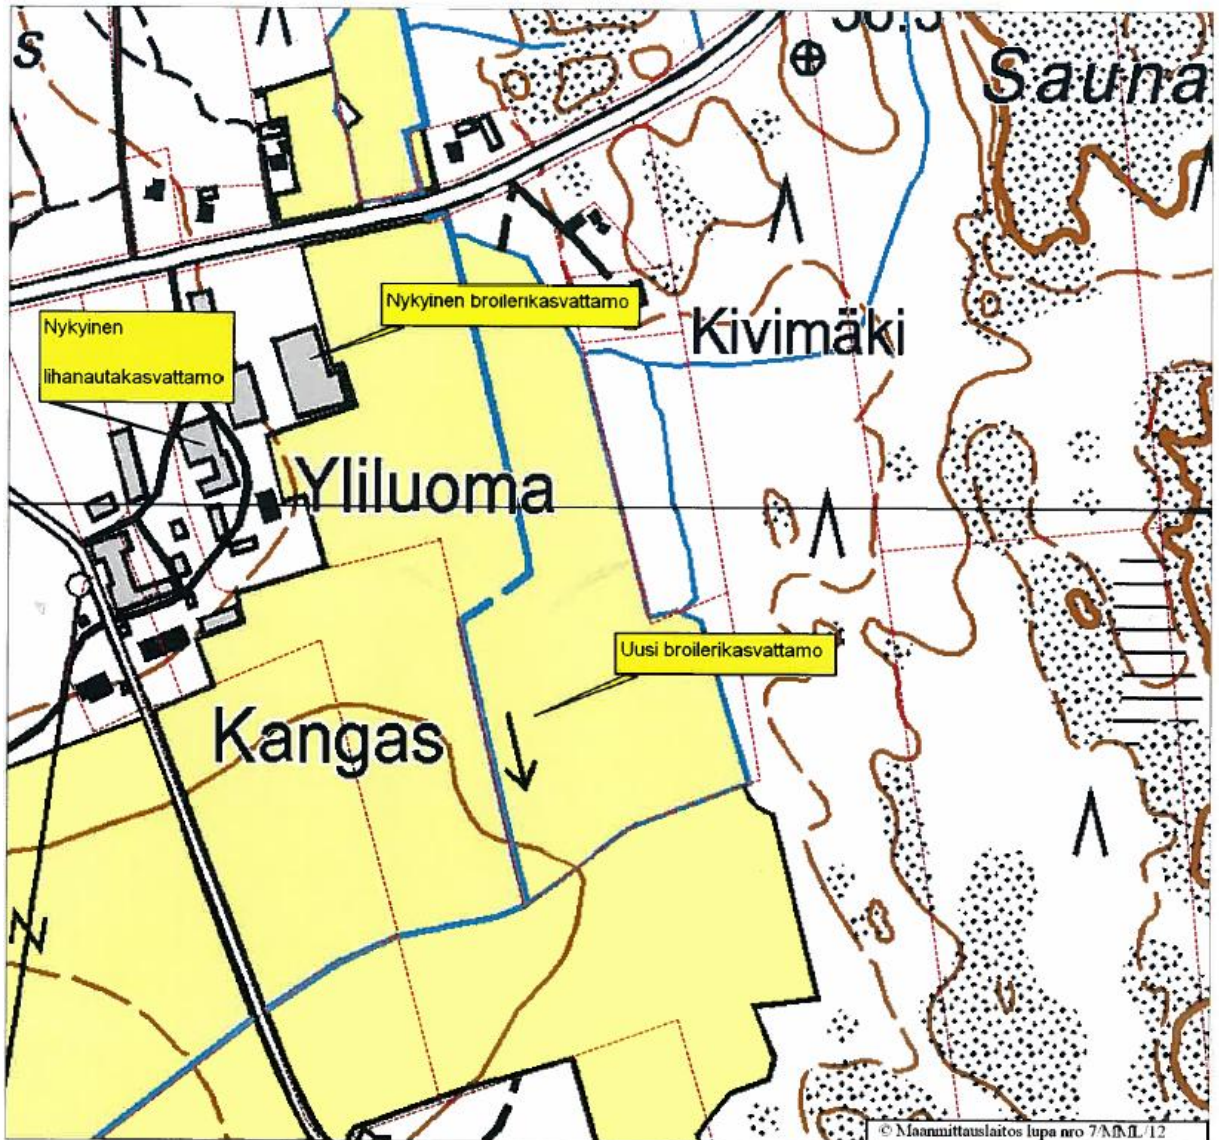 S
Sauna
Nykyinen broilerikasvattamo
Nykyinen
lihanautakasvattamo
Kivimäki
Yliluoma
Uusi broilerikasvattamo
Kangas
© Maanmittauslaitos lupa nro 7/MML/12